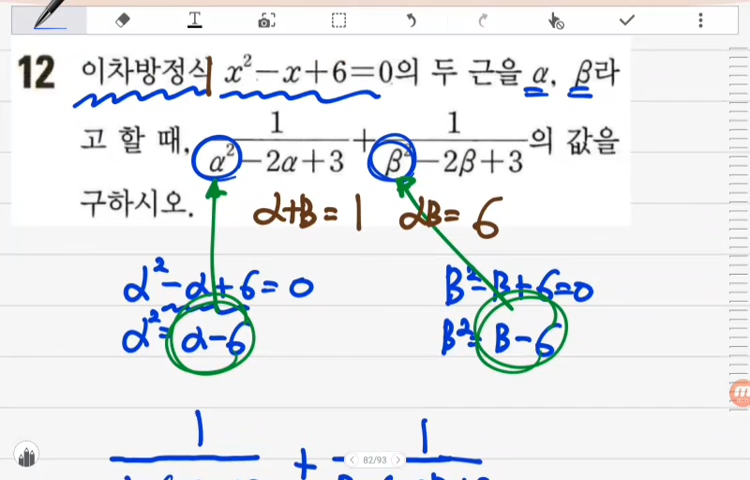 12 이차방정식 x²-x+6=0의 두 근을 α, β라
고 할 때, 1/(α²-2α+3) + 1/(β²-2β+3)의 값을
구하시오. α+β=1 αβ=6
α²-α+6=0 β²-β+6=0
α²=α-6 β²=β-6
1 + 1
82/93